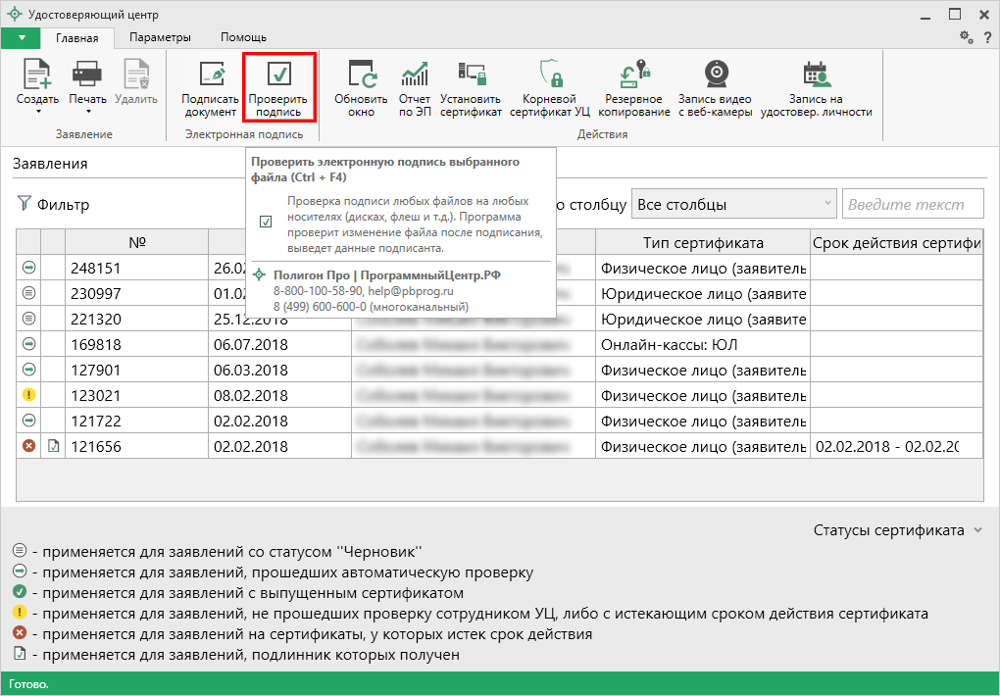 Удостоверяющий центр
Главная Параметры Помощь
?
Создать Печать Удалить
Подписать документ
Проверить подпись
Обновить окно
Отчет по ЭП
Установить сертификат
Корневой сертификат УЦ
Резервное копирование
Запись видео с веб-камеры
Запись на удостовер. личности
Заявление Электронная подпись Действия
Заявления
Проверить электронную подпись выбранного
файла (Ctrl + F4)
Проверка подписи любых файлов на любых
носителях (дисках, флеш и т.д.). Программа
проверит изменение файла после подписания,
выведет данные подписанта.
Полигон Про | ПрограммныйЦентр.РФ
8-800-100-58-90, help@pbprog.ru
8 (499) 600-600-0 (многоканальный)
Фильтр о столбцу Все столбцы Введите текст
№ Тип сертификата Срок действия сертифи
248151 26.02 Физическое лицо (заявитель
230997 01.02 Юридическое лицо (заявите
221320 25.12.2018 Юридическое лицо (заявите
169818 06.07.2018 Онлайн-кассы: ЮЛ
127901 06.03.2018 Физическое лицо (заявитель
123021 08.02.2018 Физическое лицо (заявитель
121722 02.02.2018 Физическое лицо (заявитель
121656 02.02.2018 Физическое лицо (заявитель 02.02.2018 - 02.02.20
Статусы сертификата
- применяется для заявлений со статусом ''Черновик''
- применяется для заявлений, прошедших автоматическую проверку
- применяется для заявлений с выпущенным сертификатом
- применяется для заявлений, не прошедших проверку сотрудником УЦ, либо с истекающим сроком действия сертификата
- применяется для заявлений на сертификаты, у которых истек срок действия
- применяется для заявлений, подлинник которых получен
Готово.